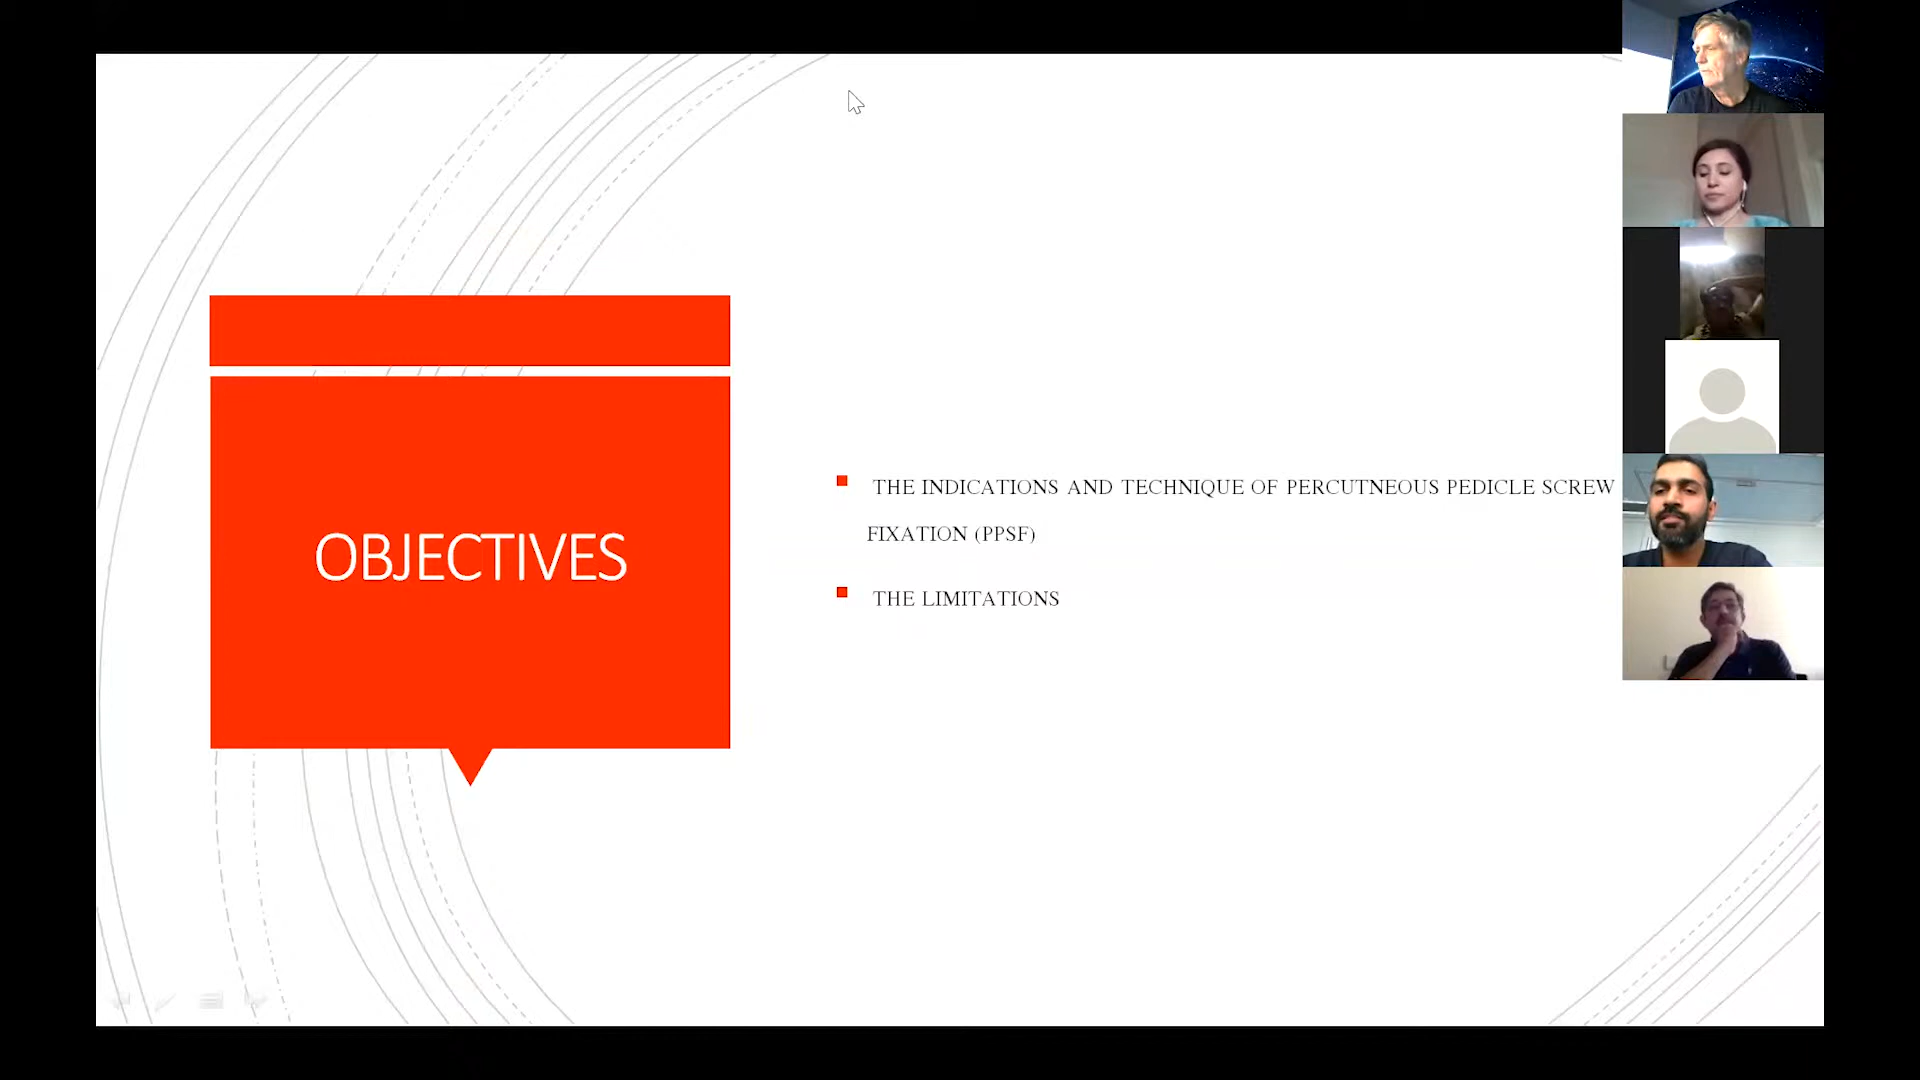 OBJECTIVES
THE INDICATIONS AND TECHNIQUE OF PERCUTNEOUS PEDICLE SCREW
FIXATION (PPSF)
THE LIMITATIONS